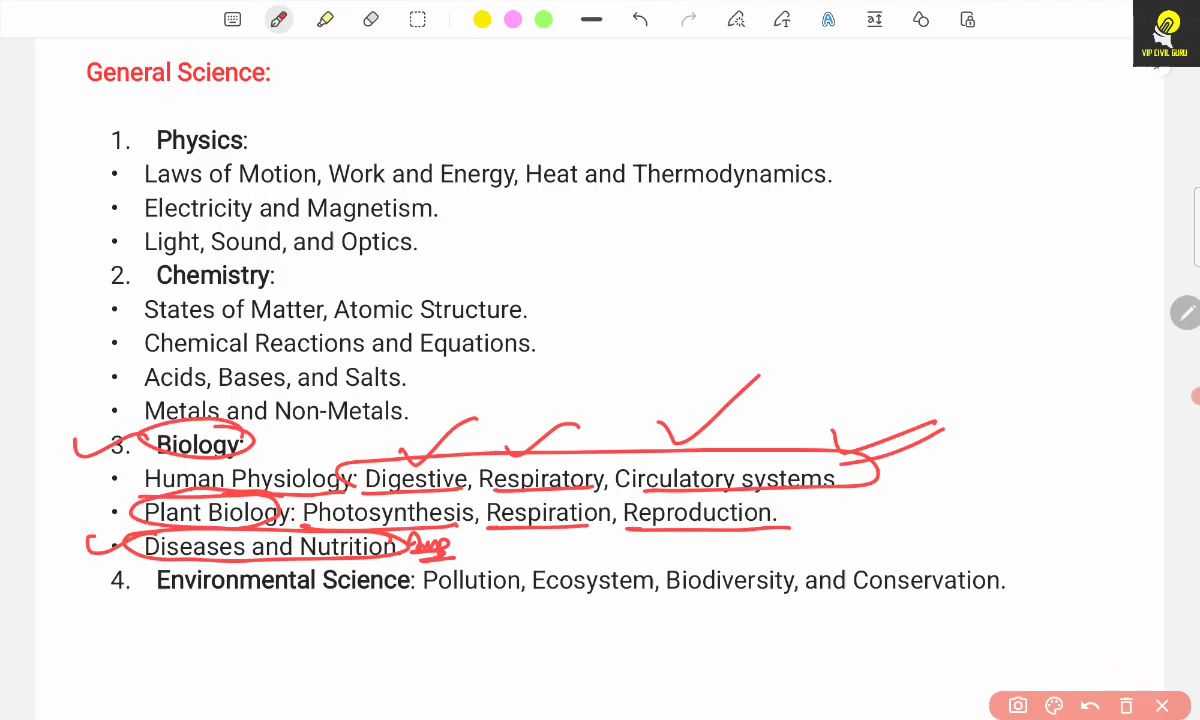 VIP CIVIL GURU
General Science:
1. Physics:
• Laws of Motion, Work and Energy, Heat and Thermodynamics.
• Electricity and Magnetism.
• Light, Sound, and Optics.
2. Chemistry:
• States of Matter, Atomic Structure.
• Chemical Reactions and Equations.
• Acids, Bases, and Salts.
• Metals and Non-Metals.
3. Biology:
• Human Physiology: Digestive, Respiratory, Circulatory systems
• Plant Biology: Photosynthesis, Respiration, Reproduction.
• Diseases and Nutrition.
4. Environmental Science: Pollution, Ecosystem, Biodiversity, and Conservation.